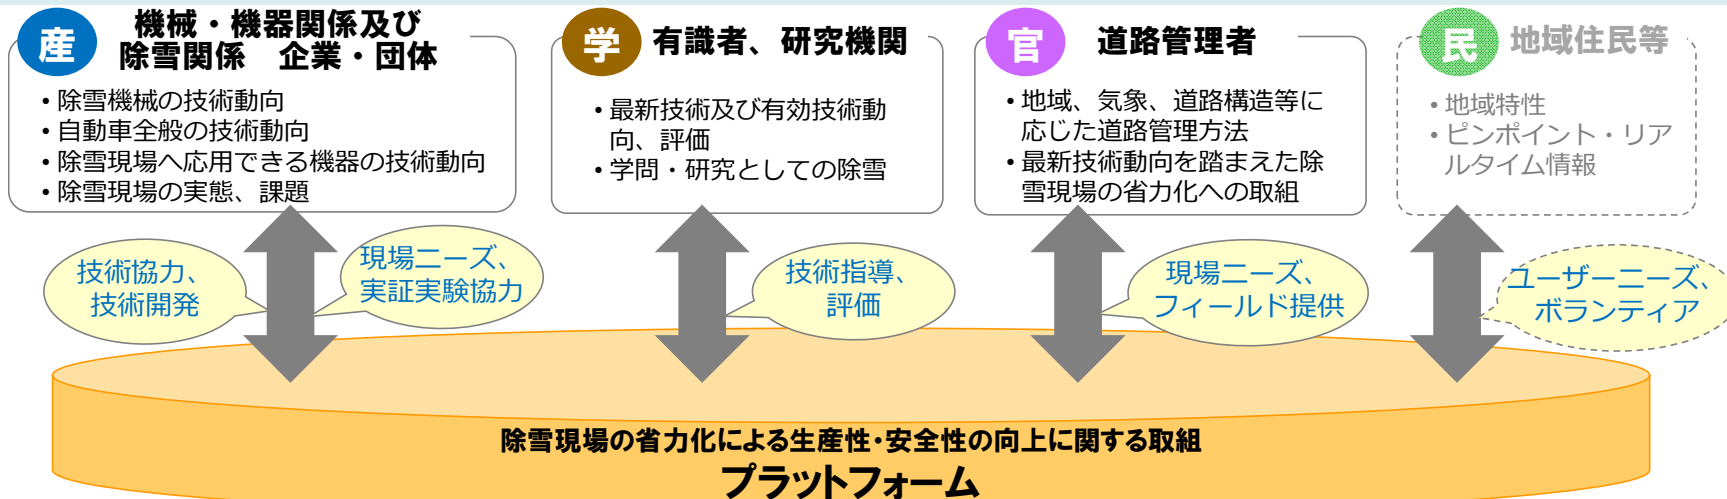 産
機械・機器関係及び
除雪関係　企業・団体
・除雪機械の技術動向
・自動車全般の技術動向
・除雪現場へ応用できる機器の技術動向
・除雪現場の実態、課題
学
有識者、研究機関
・最新技術及び有効技術動
向、評価
・学問・研究としての除雪
官
道路管理者
・地域、気象、道路構造等に
応じた道路管理方法
・最新技術動向を踏まえた除
雪現場の省力化への取組
民
地域住民等
・地域特性
・ピンポイント・リア
ルタイム情報
技術協力、
技術開発
現場ニーズ、
実証実験協力
技術指導、
評価
現場ニーズ、
フィールド提供
ユーザーニーズ、
ボランティア
除雪現場の省力化による生産性・安全性の向上に関する取組
プラットフォーム